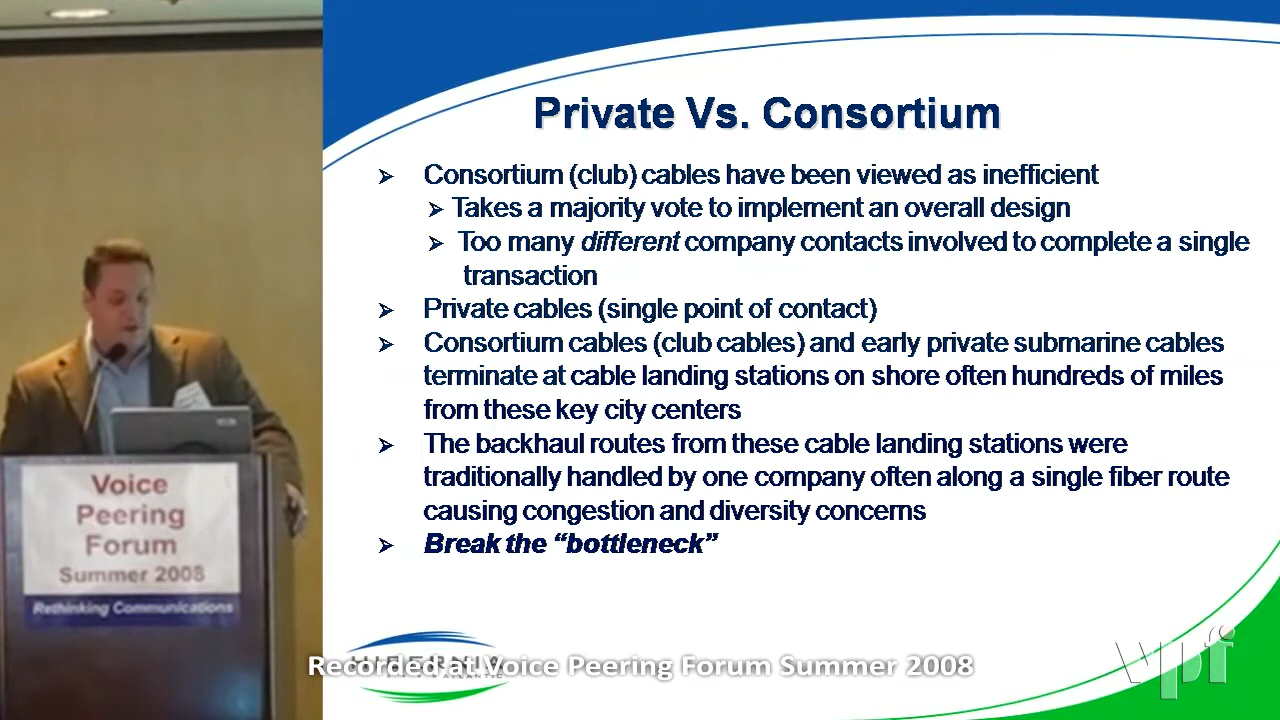 Private Vs. Consortium
Consortium (club) cables have been viewed as inefficient
Takes a majority vote to implement an overall design
Too many different company contacts involved to complete a single
transaction
Private cables (single point of contact)
Consortium cables (club cables) and early private submarine cables
terminate at cable landing stations on shore often hundreds of miles
from these key city centers
The backhaul routes from these cable landing stations were
traditionally handled by one company often along a single fiber route
causing congestion and diversity concerns
Break the “bottleneck”
Voice
Peering
Forum
Summer 2008
Rethinking Communications
HIBERNIA
ATLANTIC
Recorded at Voice Peering Forum Summer 2008
vpf